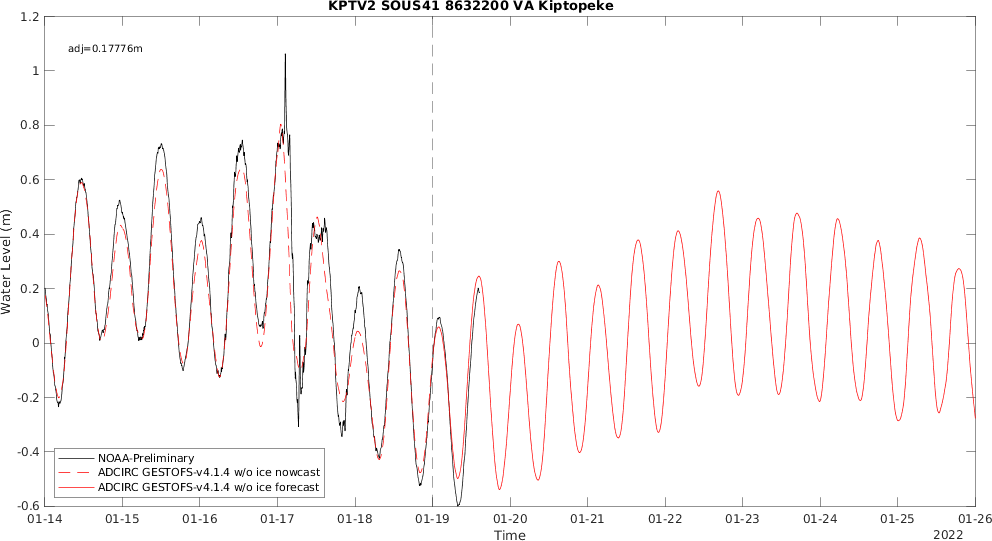 KPTV2 SOUS41 8632200 VA Kiptopeke
adj=0.17776m
Water Level (m)
1.2
1
0.8
0.6
0.4
0.2
0
-0.2
-0.4
-0.6
NOAA-Preliminary
ADCIRC GESTOFS-v4.1.4 w/o ice nowcast
ADCIRC GESTOFS-v4.1.4 w/o ice forecast
01-14 01-15 01-16 01-17 01-18 01-19 01-20 01-21 01-22 01-23 01-24 01-25 01-26
Time
2022